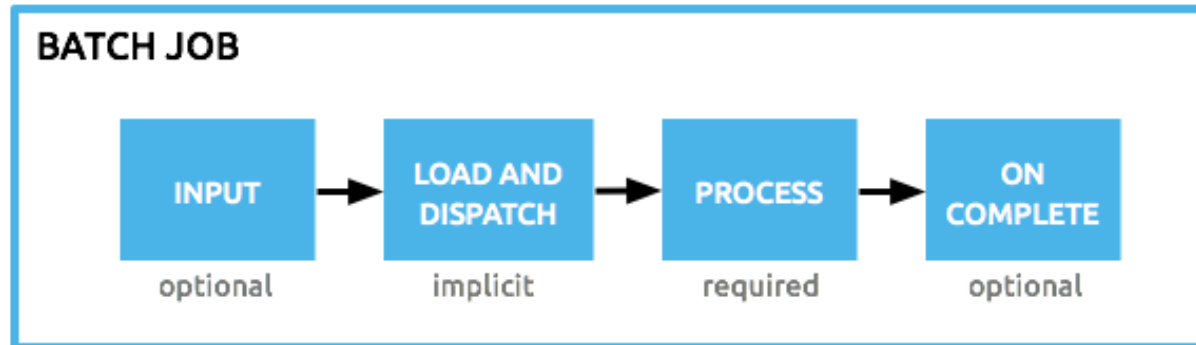 BATCH JOB
INPUT
LOAD AND
DISPATCH
PROCESS
ON
COMPLETE
optional
implicit
required
optional